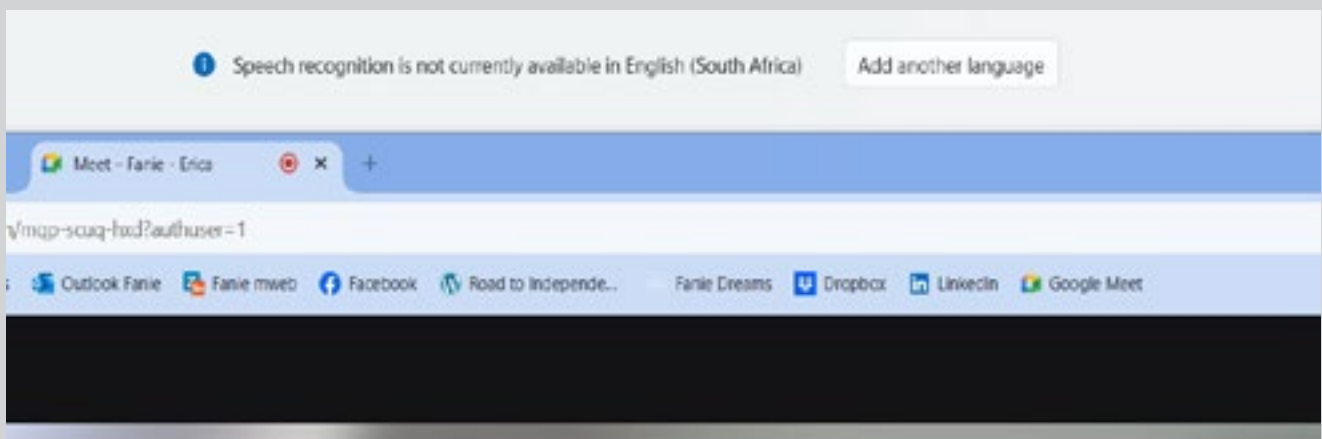 Speech recognition is not currently available in English (South Africa) Add another language
Meet - Fanie - Erica
/mqp-scuq-hxd?authuser=1
Outlook Fanie Fanie mweb Facebook Road to Independe... Fanie Dreams Dropbox LinkedIn Google Meet